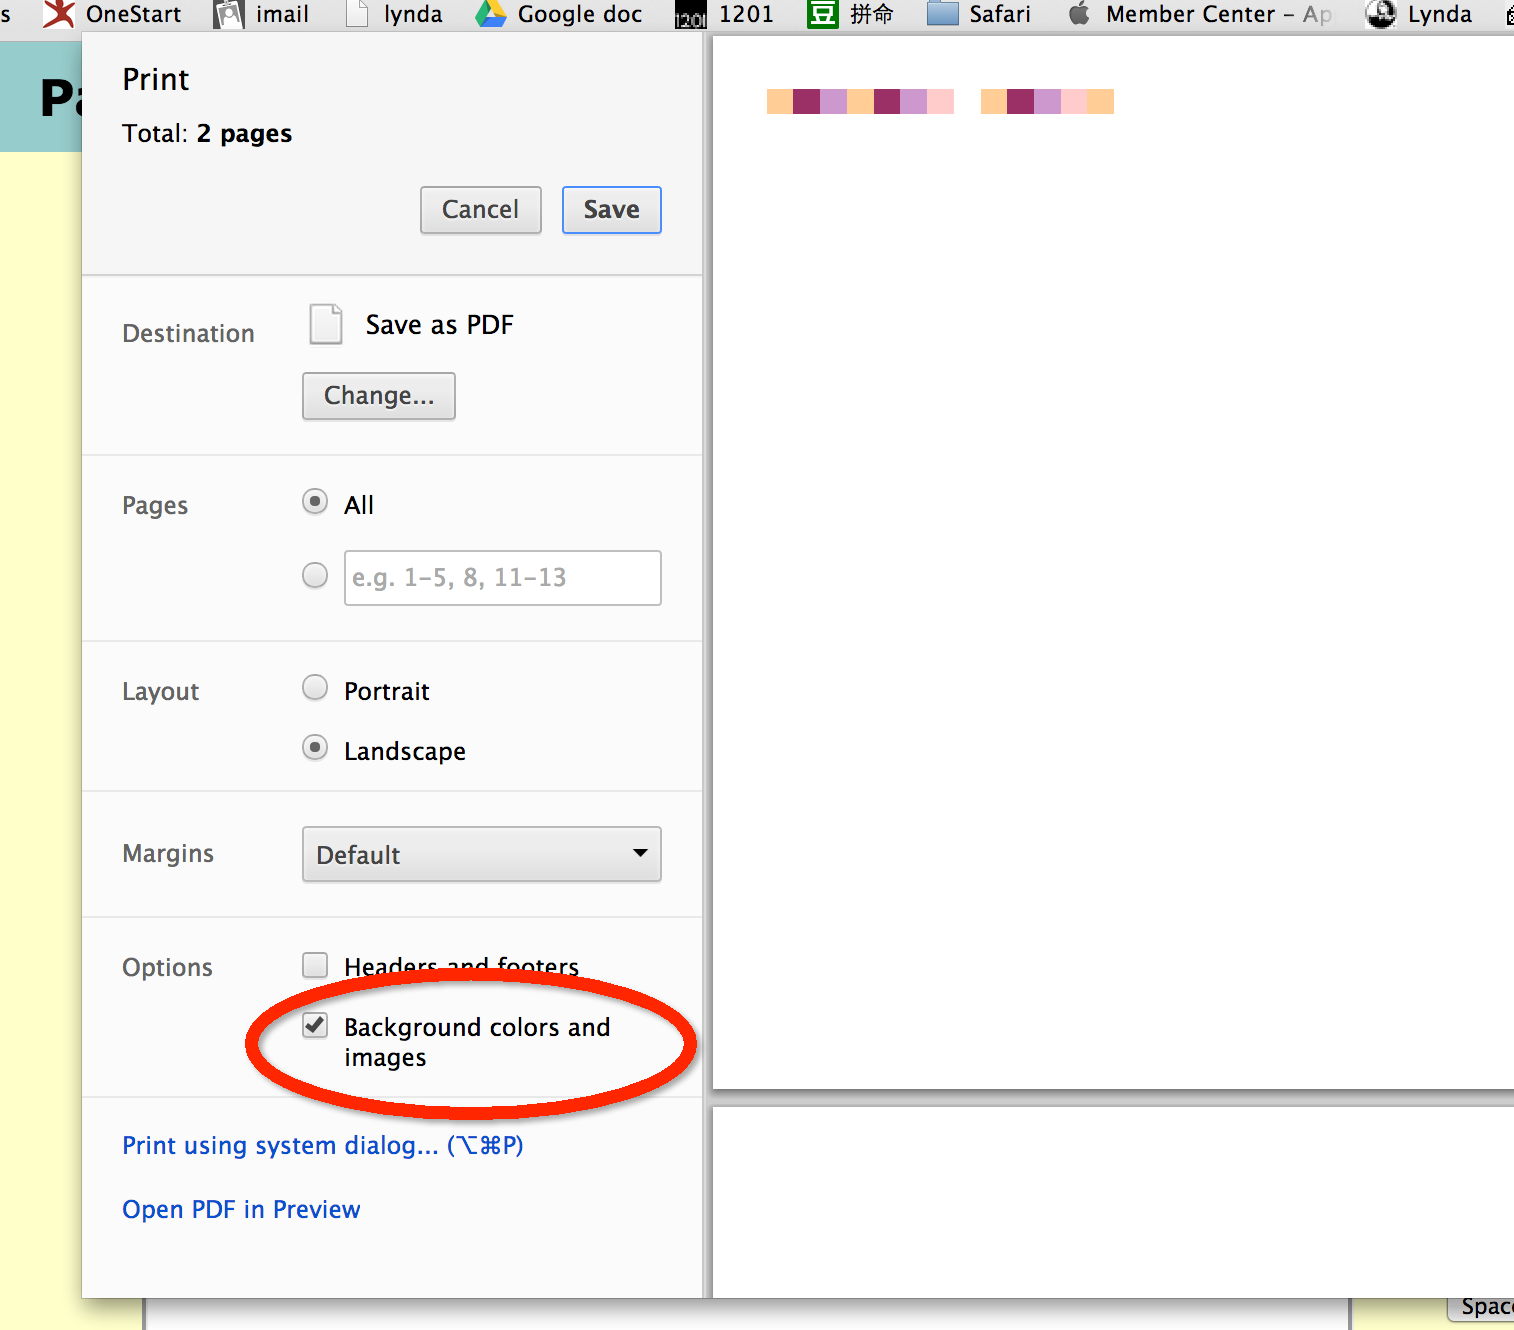 s OneStart imail lynda Google doc 1201 豆 拼命 Safari Member Center – Ap Lynda
Pa
Print
Total: 2 pages
Cancel Save
Destination Save as PDF
Change...
Pages All
e.g. 1–5, 8, 11–13
Layout Portrait
Landscape
Margins Default
Options Headers and footers
Background colors and
images
Print using system dialog... (⌥⌘P)
Open PDF in Preview
Space